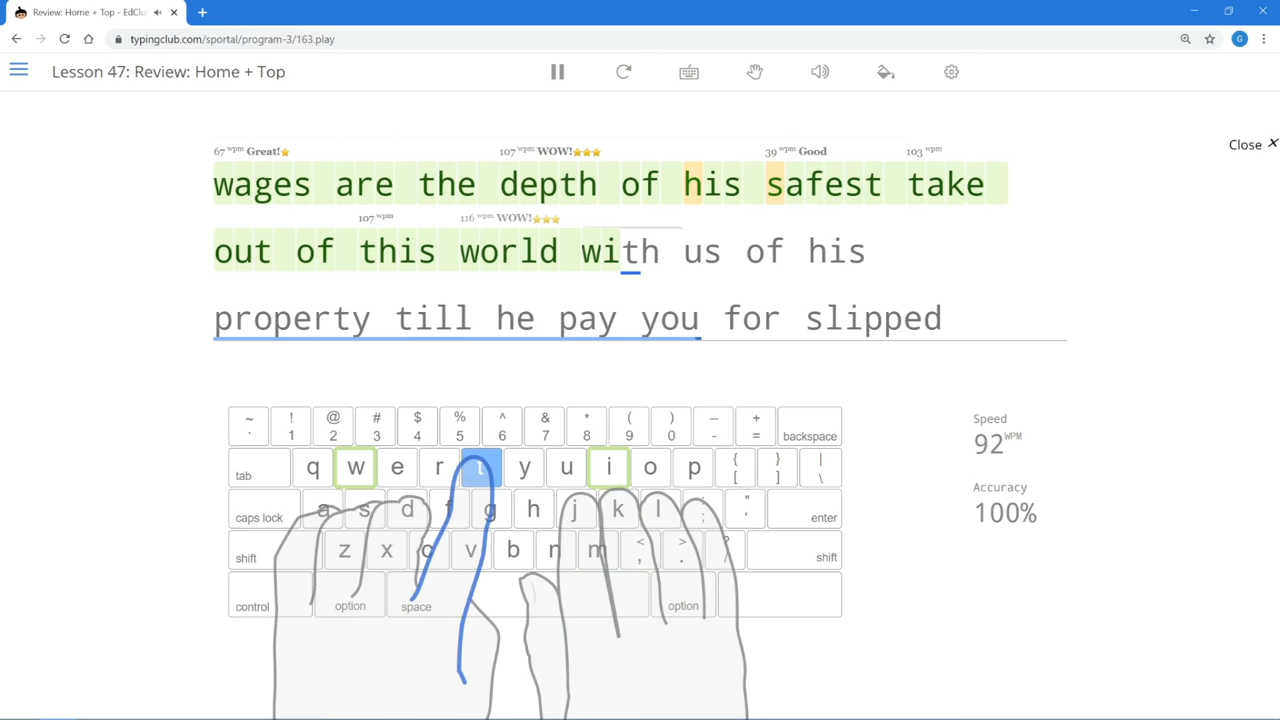 Review: Home + Top - EdClu
typingclub.com/sportal/program-3/163.play
G
Lesson 47: Review: Home + Top
Close ×
67 wpm Great! 107 wpm WOW! 39 wpm Good 103 wpm
wages are the depth of his safest take
107 wpm 116 wpm WOW!
out of this world with us of his
property till he pay you for slipped
~ ! @ # $ % ^ & * ( ) — +
` 1 2 3 4 5 6 7 8 9 0 - = backspace
tab q w e r t y u i o p { [ } ] | \
caps lock a s d f g h j k l : ; " ' enter
shift z x c v b n m < , > . ? / shift
control option space option
Speed
92 WPM
Accuracy
100%